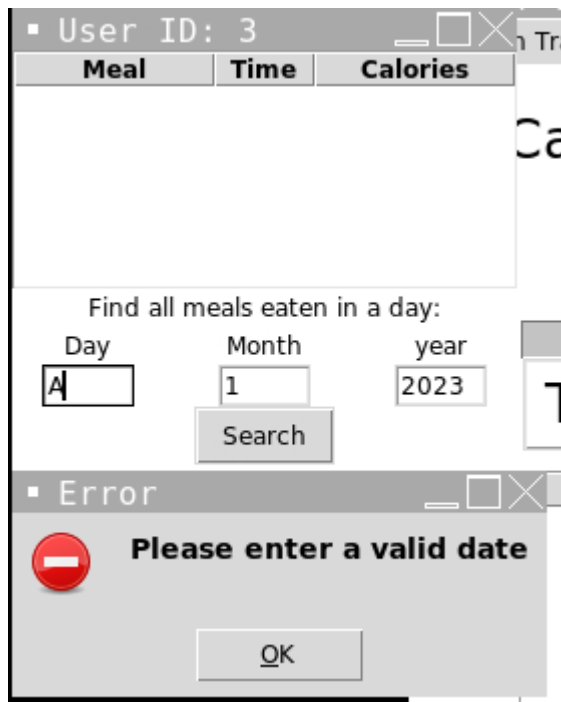 User ID: 3
Meal Time Calories
Find all meals eaten in a day:
Day Month year
A 1 2023
Search
Error
Please enter a valid date
OK